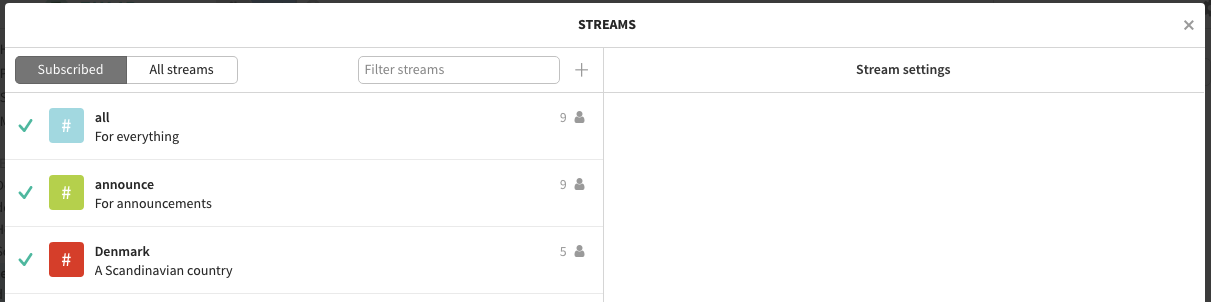 STREAMS
×
Subscribed
All streams
Filter streams
+
Stream settings
#
all
9
For everything
#
announce
9
For announcements
#
Denmark
5
A Scandinavian country